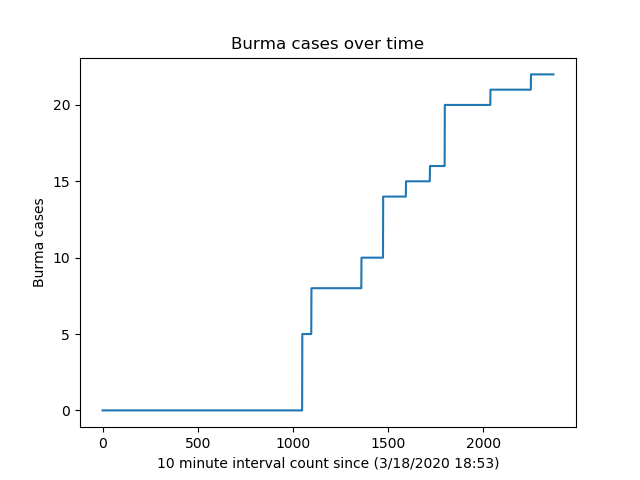 Burma cases over time
20
15
10
5
0
Burma cases
0 500 1000 1500 2000
10 minute interval count since (3/18/2020 18:53)